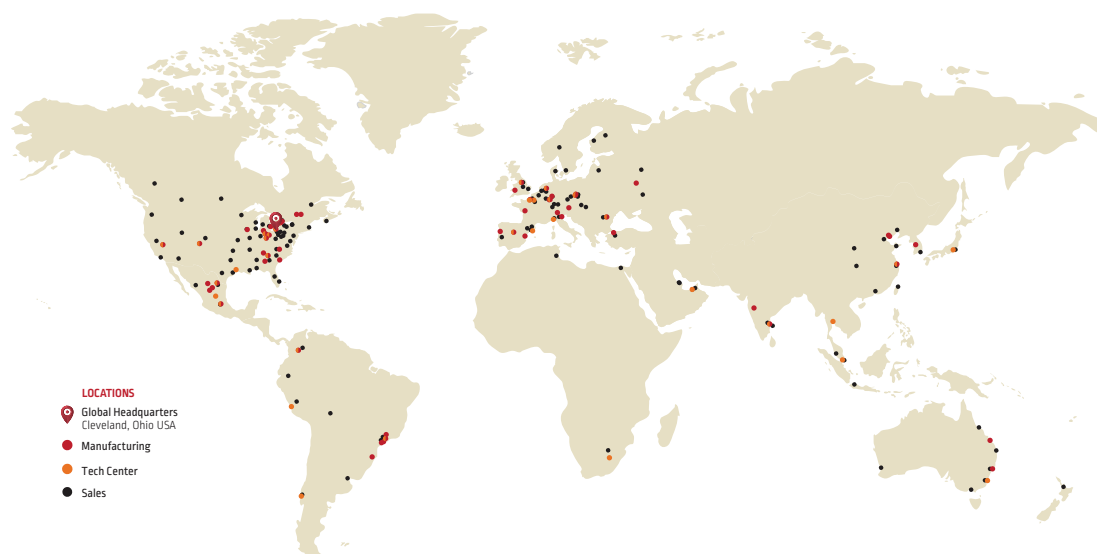 LOCATIONS
Global Headquarters
Cleveland, Ohio USA
Manufacturing
Tech Center
Sales